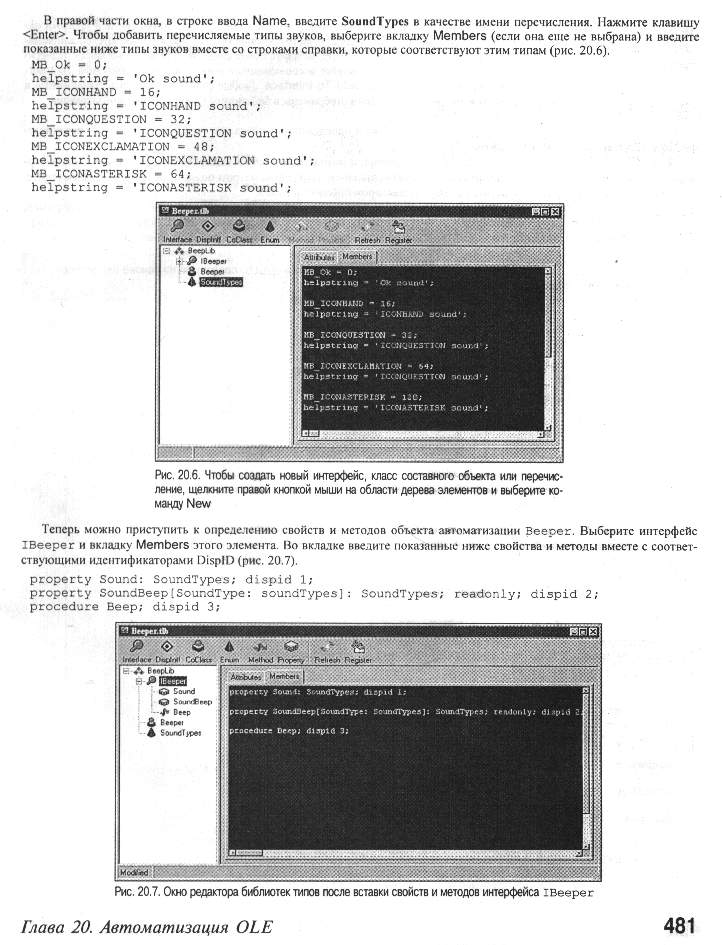 В правой части окна, в строке ввода Name, введите SoundTypes в качестве имени перечисления. Нажмите клавишу
<Enter>. Чтобы добавить перечисляемые типы звуков, выберите вкладку Members (если она еще не выбрана) и введите
показанные ниже типы звуков вместе со строками справки, которые соответствуют этим типам (рис. 20.6).
MB_Ok = 0;
helpstring = 'Ok sound';
MB_ICONHAND = 16;
helpstring = 'ICONHAND sound';
MB_ICONQUESTION = 32;
helpstring = 'ICONQUESTION sound';
MB_ICONEXCLAMATION = 48;
helpstring = 'ICONEXCLAMATION sound';
MB_ICONASTERISK = 64;
helpstring = 'ICONASTERISK sound';
Beeper.tlb
Interface DispIntf CoClass Enum Method Property Refresh Register
BeepLib
IBeeper
Beeper
SoundTypes
Attributes Members
MB_Ok = 0;
helpstring = 'Ok sound';
MB_ICONHAND = 16;
helpstring = 'ICONHAND sound';
MB_ICONQUESTION = 32;
helpstring = 'ICONQUESTION sound';
MB_ICONEXCLAMATION = 64;
helpstring = 'ICONQUESTION sound';
MB_ICONASTERISK = 128;
helpstring = 'ICONASTERISK sound';
Рис. 20.6. Чтобы создать новый интерфейс, класс составного объекта или перечис-
ление, щелкните правой кнопкой мыши на области дерева элементов и выберите ко-
манду New
Теперь можно приступить к определению свойств и методов объекта автоматизации Beeper. Выберите интерфейс
IBeeper и вкладку Members этого элемента. Во вкладке введите показанные ниже свойства и методы вместе с соответ-
ствующими идентификаторами DispID (рис. 20.7).
property Sound: SoundTypes; dispid 1;
property SoundBeep[SoundType: soundTypes]: SoundTypes; readonly; dispid 2;
procedure Beep; dispid 3;
Beeper.tlb
Interface DispIntf CoClass Enum Method Property Refresh Register
BeepLib
IBeeper
Sound
SoundBeep
Beep
Beeper
SoundTypes
Attributes Members
property Sound: SoundTypes; dispid 1;
property SoundBeep[SoundType: SoundTypes]: SoundTypes; readonly; dispid 2;
procedure Beep; dispid 3;
Modified
Рис. 20.7. Окно редактора библиотек типов после вставки свойств и методов интерфейса IBeeper
Глава 20. Автоматизация OLE 481